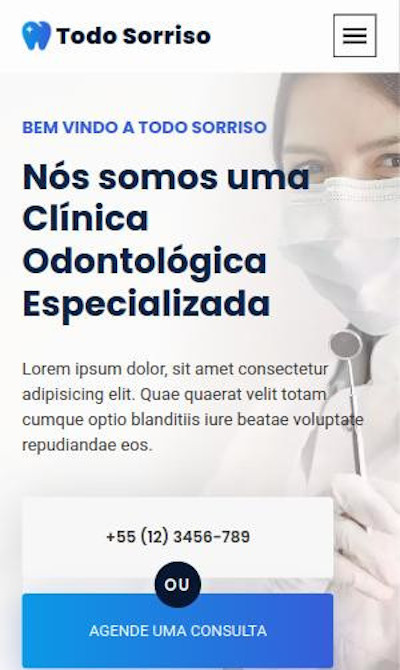 Todo Sorriso
BEM VINDO A TODO SORRISO
Nós somos uma
Clínica
Odontológica
Especializada
Lorem ipsum dolor, sit amet consectetur
adipisicing elit. Quae quaerat velit totam
cumque optio blanditiis iure beatae voluptate
repudiandae eos.
+55 (12) 3456-789
OU
AGENDE UMA CONSULTA